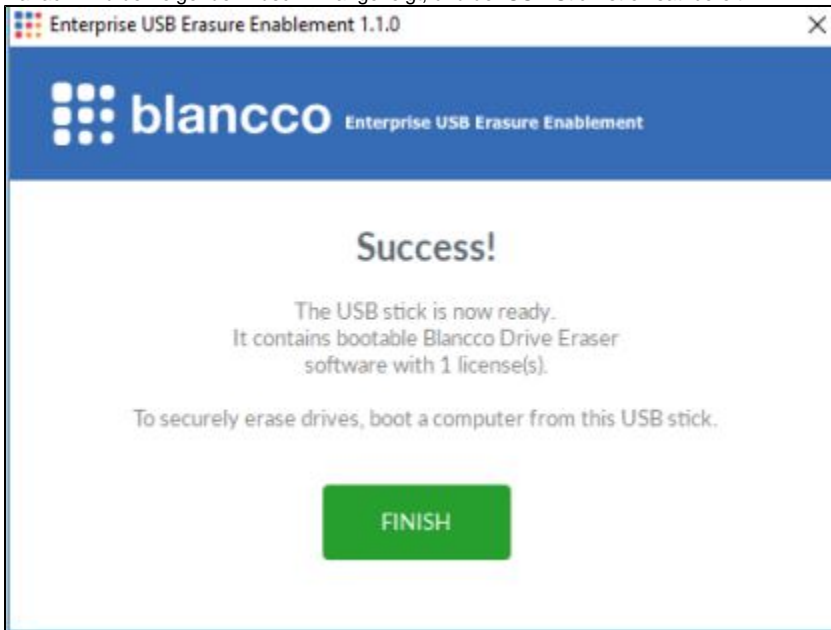 Enterprise USB Erasure Enablement 1.1.0
blancco Enterprise USB Erasure Enablement
Success!
The USB stick is now ready.
It contains bootable Blancco Drive Eraser
software with 1 license(s).
To securely erase drives, boot a computer from this USB stick.
FINISH